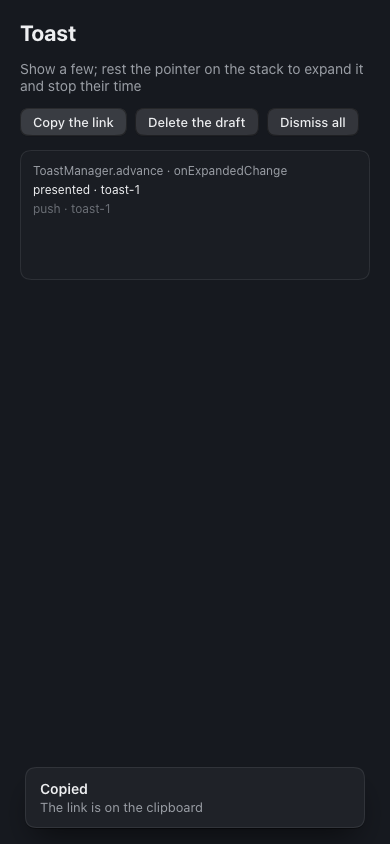 Toast
Show a few; rest the pointer on the stack to expand it
and stop their time
Copy the link
Delete the draft
Dismiss all
ToastManager.advance · onExpandedChange
presented · toast-1
push · toast-1
Copied
The link is on the clipboard